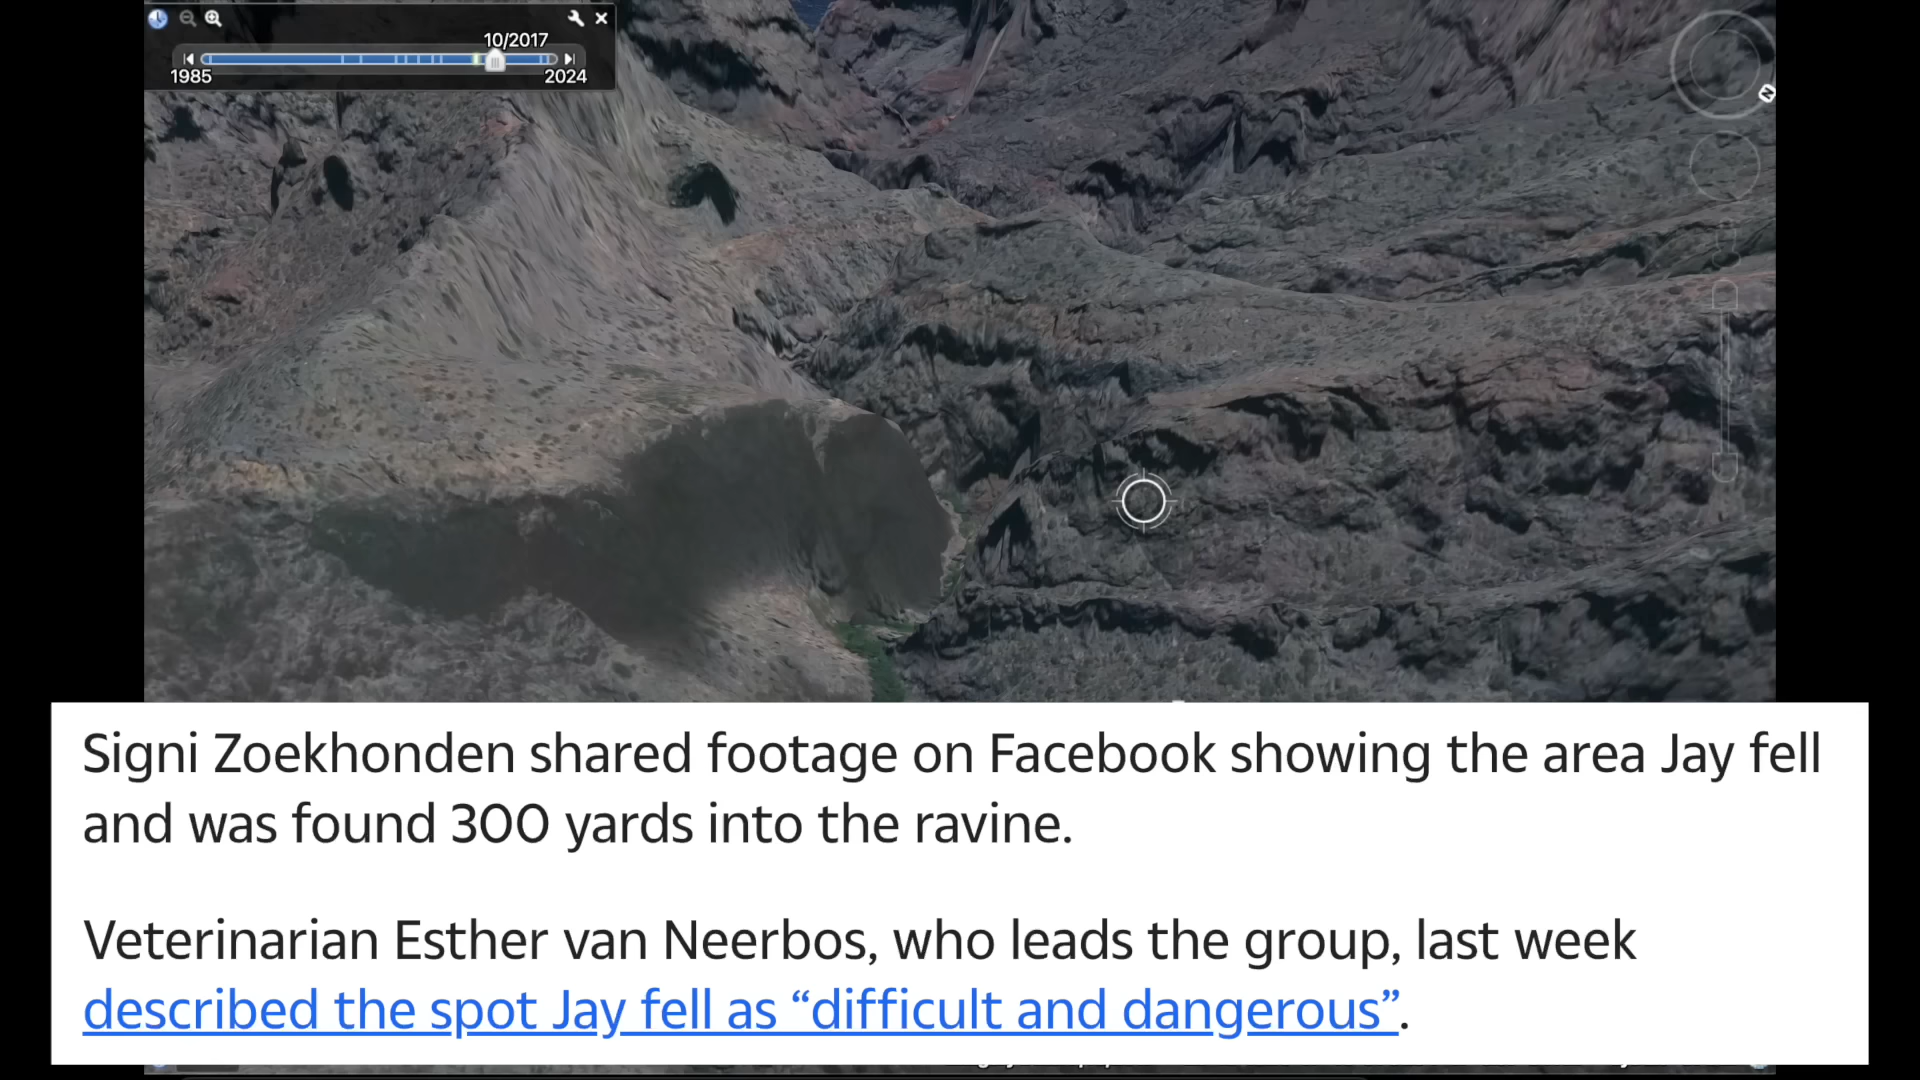 10/2017
1985
2024
N
Signi Zoekhonden shared footage on Facebook showing the area Jay fell
and was found 300 yards into the ravine.
Veterinarian Esther van Neerbos, who leads the group, last week
described the spot Jay fell as “difficult and dangerous”.